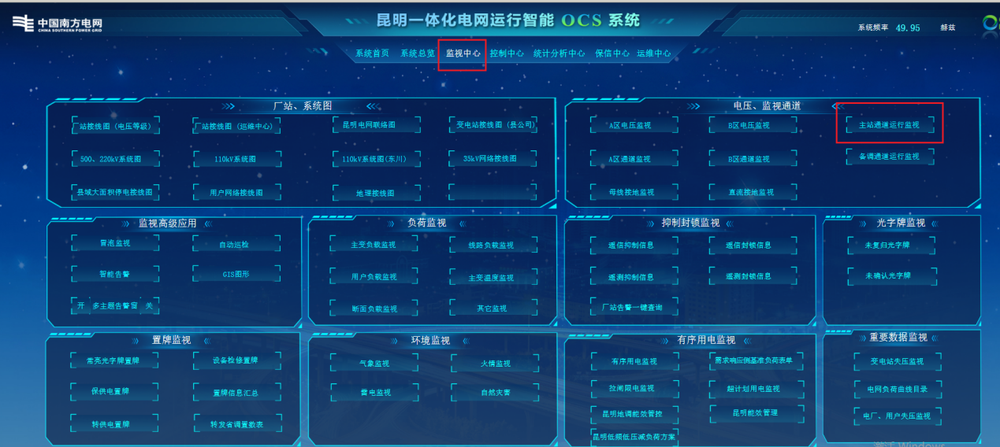 中国南方电网
CHINA SOUTHERN POWER GRID
昆明一体化电网运行智能 OCS 系统
系统频率 49.95 赫兹
系统首页 系统总览 监视中心 控制中心 统计分析中心 保信中心 运维中心
厂站、系统图
厂站接线图（电压等级） 厂站接线图（巡维中心） 昆明电网联络图 变电站接线图（县公司）
500、220kV系统图 110kV系统图 110kV系统图(东川) 35kV网络接线图
县域大面积停电接线图 用户网络接线图 地理接线图
电压、监视通道
A区电压监视 B区电压监视 主站通道运行监视
A区通道监视 B区通道监视 备调通道运行监视
母线接地监视 直流接地监视
监视高级应用
冒泡监视 自动巡检
智能告警 GIS图形
开 多主题告警窗 关
负荷监视
主变负载监视 线路负载监视
用户负载监视 主变温度监视
断面负载监视 其它监视
抑制封锁监视
遥信抑制信息 遥信封锁信息
遥测抑制信息 遥测封锁信息
厂站告警一键查询
光字牌监视
未复归光字牌
未确认光字牌
置牌监视
常亮光字牌置牌 设备检修置牌
保供电置牌 置牌信息汇总
转供电置牌 转发省调置数表
环境监视
气象监视 火情监视
雷电监视 自然灾害
有序用电监视
有序用电监视 需求响应侧基准负荷表单
拉闸限电监视 超计划用电监视
昆明地调能效管控 昆明能效管理
昆明低频低压减负荷方案
重要数据监视
变电站失压监视
电网负荷曲线目录
电厂、用户失压监视
激活 Windows